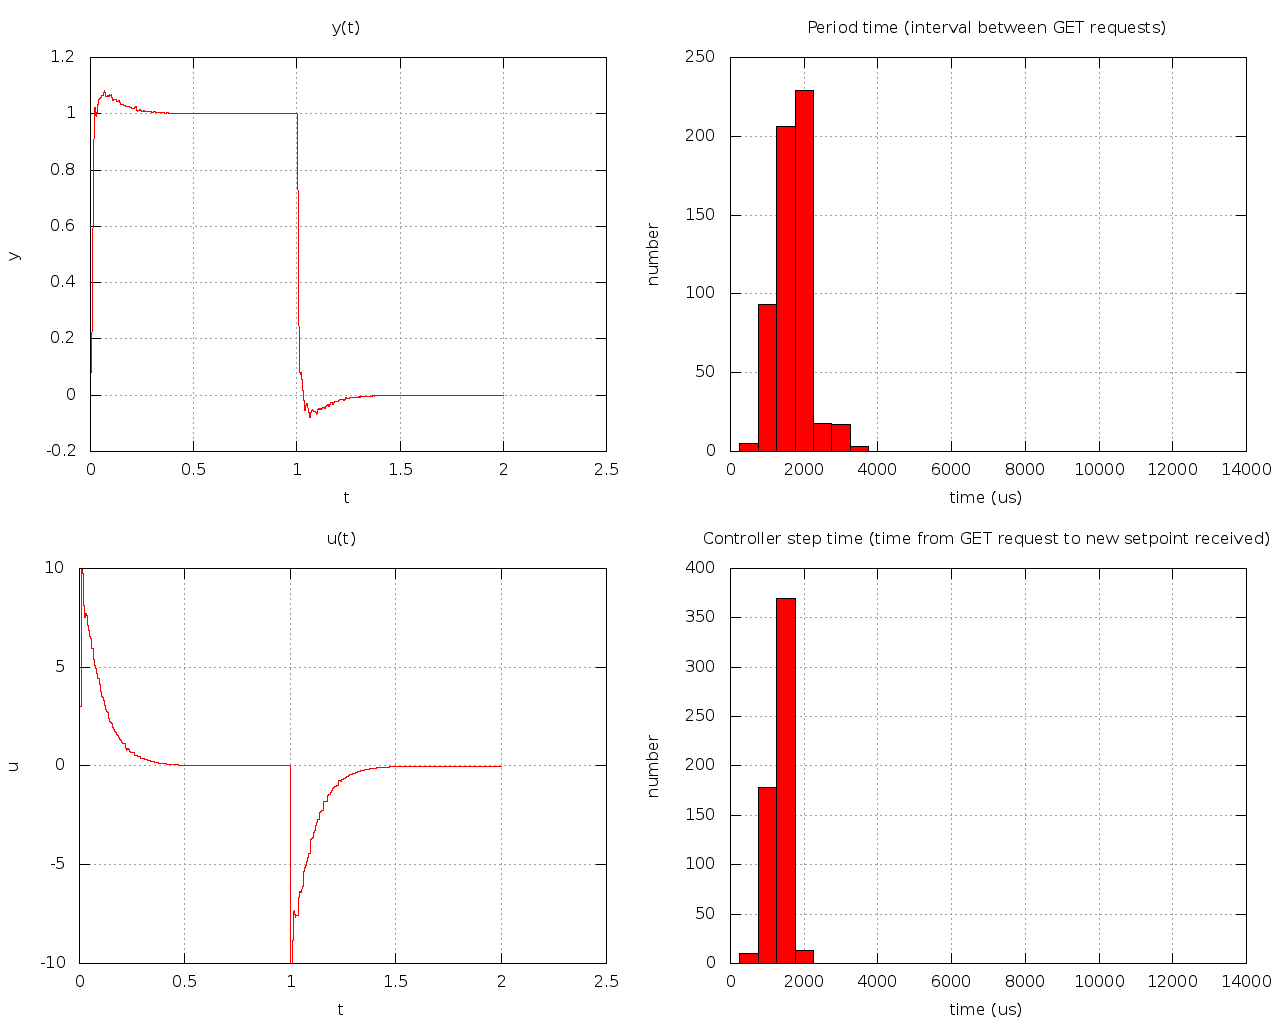 y(t)
1.2
1
0.8
0.6
0.4
0.2
0
-0.2
y
0 0.5 1 1.5 2 2.5
t
Period time (interval between GET requests)
250
200
150
100
50
0
number
0 2000 4000 6000 8000 10000 12000 14000
time (us)
u(t)
10
5
0
-5
-10
u
0 0.5 1 1.5 2 2.5
t
Controller step time (time from GET request to new setpoint received)
400
350
300
250
200
150
100
50
0
number
0 2000 4000 6000 8000 10000 12000 14000
time (us)